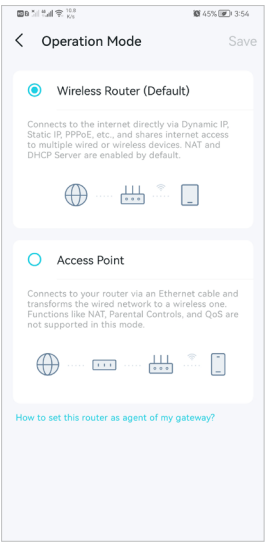 10.9
K/s
45% 3:54
Operation Mode Save
Wireless Router (Default)
Connects to the internet directly via Dynamic IP,
Static IP, PPPoE, etc., and shares internet access
to multiple wired or wireless devices. NAT and
DHCP Server are enabled by default.
Access Point
Connects to your router via an Ethernet cable and
transforms the wired network to a wireless one.
Functions like NAT, Parental Controls, and QoS are
not supported in this mode.
How to set this router as agent of my gateway?